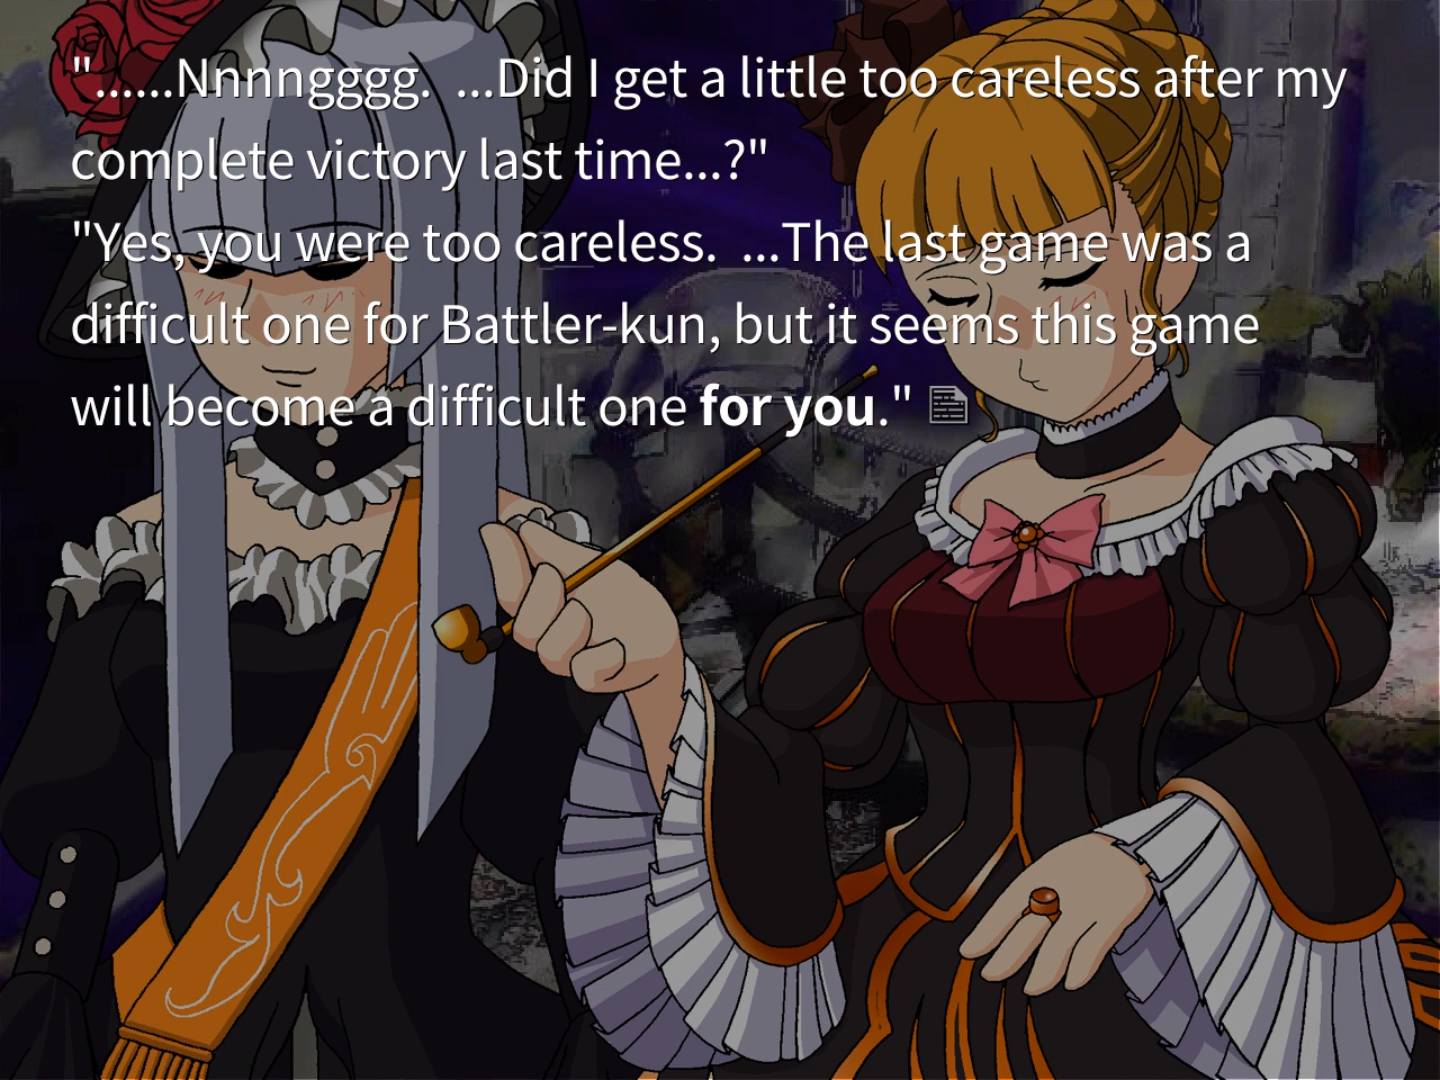 "......Nnnngggg.  ...Did I get a little too careless after my
complete victory last time...?"
"Yes, you were too careless.  ...The last game was a
difficult one for Battler-kun, but it seems this game
will become a difficult one for you."